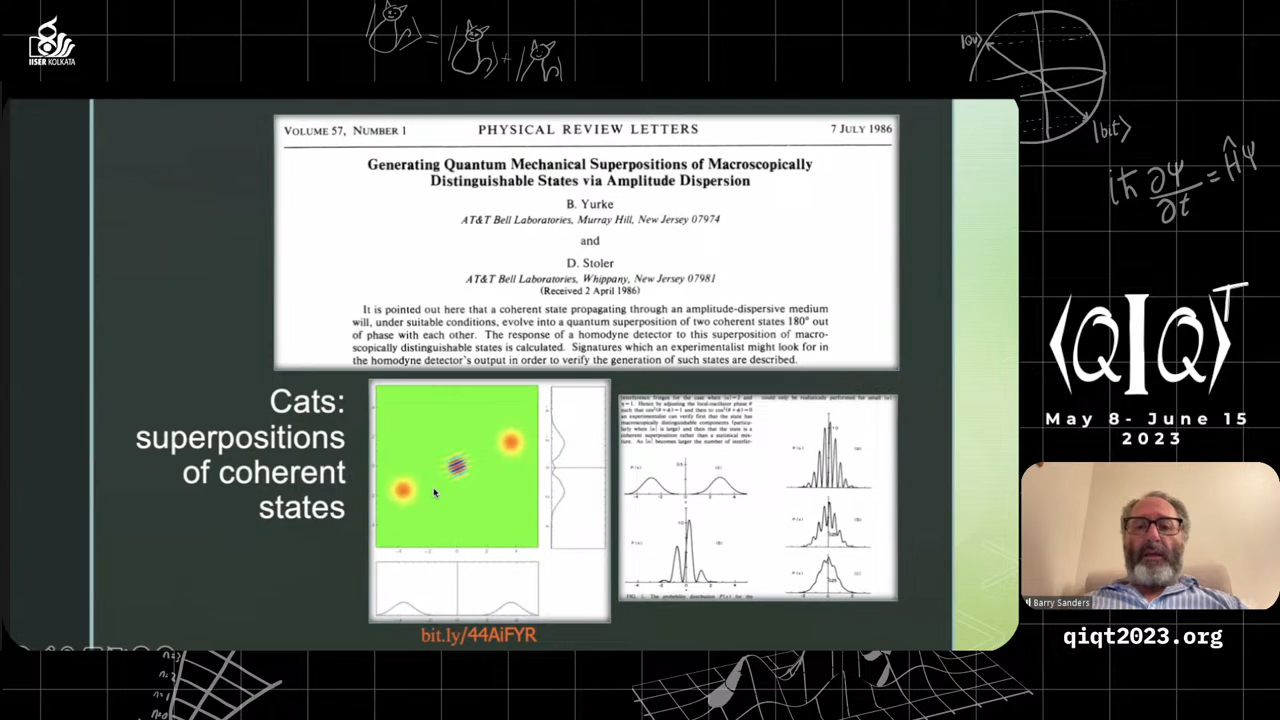 IISER KOLKATA
VOLUME 57, NUMBER 1
PHYSICAL REVIEW LETTERS
7 JULY 1986
Generating Quantum Mechanical Superpositions of Macroscopically
Distinguishable States via Amplitude Dispersion
B. Yurke
AT&T Bell Laboratories, Murray Hill, New Jersey 07974
and
D. Stoler
AT&T Bell Laboratories, Whippany, New Jersey 07981
(Received 2 April 1986)
It is pointed out here that a coherent state propagating through an amplitude-dispersive medium
will, under suitable conditions, evolve into a quantum superposition of two coherent states 180° out
of phase with each other. The response of a homodyne detector to this superposition of macro-
scopically distinguishable states is calculated. Signatures which an experimentalist might look for in
the homodyne detector's output in order to verify the generation of such states are described.
Cats:
superpositions
of coherent
states
bit.ly/44AiFYR
|bit⟩
iħ ∂ψ/∂t = Ĥψ
⟨Q|Q⟩T
May 8- June 15
2023
Barry Sanders
qiqt2023.org